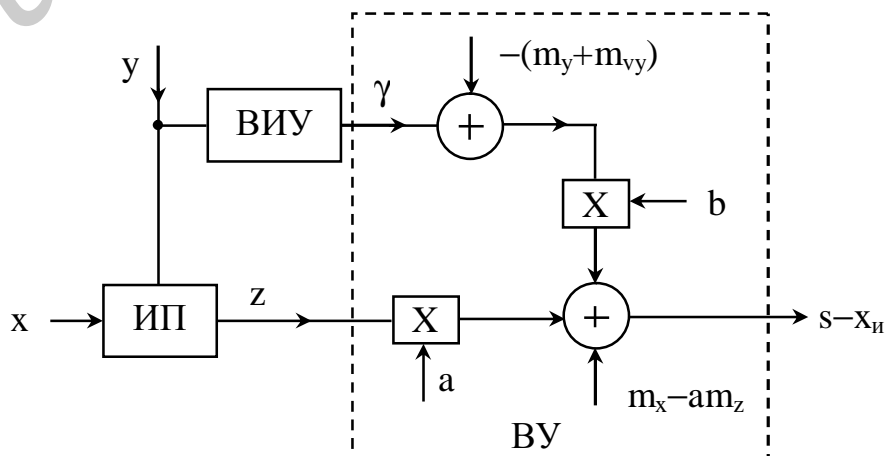 −(m_y+m_vy)
y
γ
ВИУ
+
X
b
z
x
ИП
X
+
s−x_и
a
m_x−am_z
ВУ